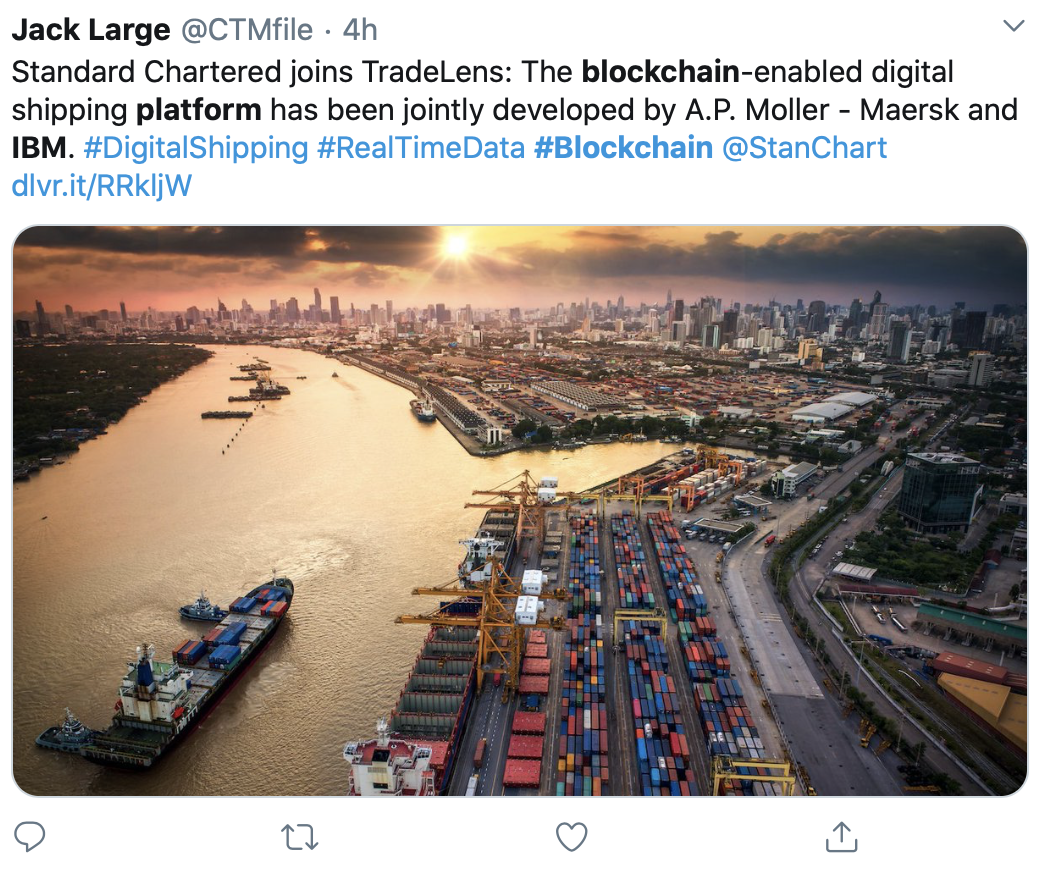 Jack Large @CTMfile · 4h
Standard Chartered joins TradeLens: The blockchain-enabled digital
shipping platform has been jointly developed by A.P. Moller - Maersk and
IBM. #DigitalShipping #RealTimeData #Blockchain @StanChart
dlvr.it/RRkljW